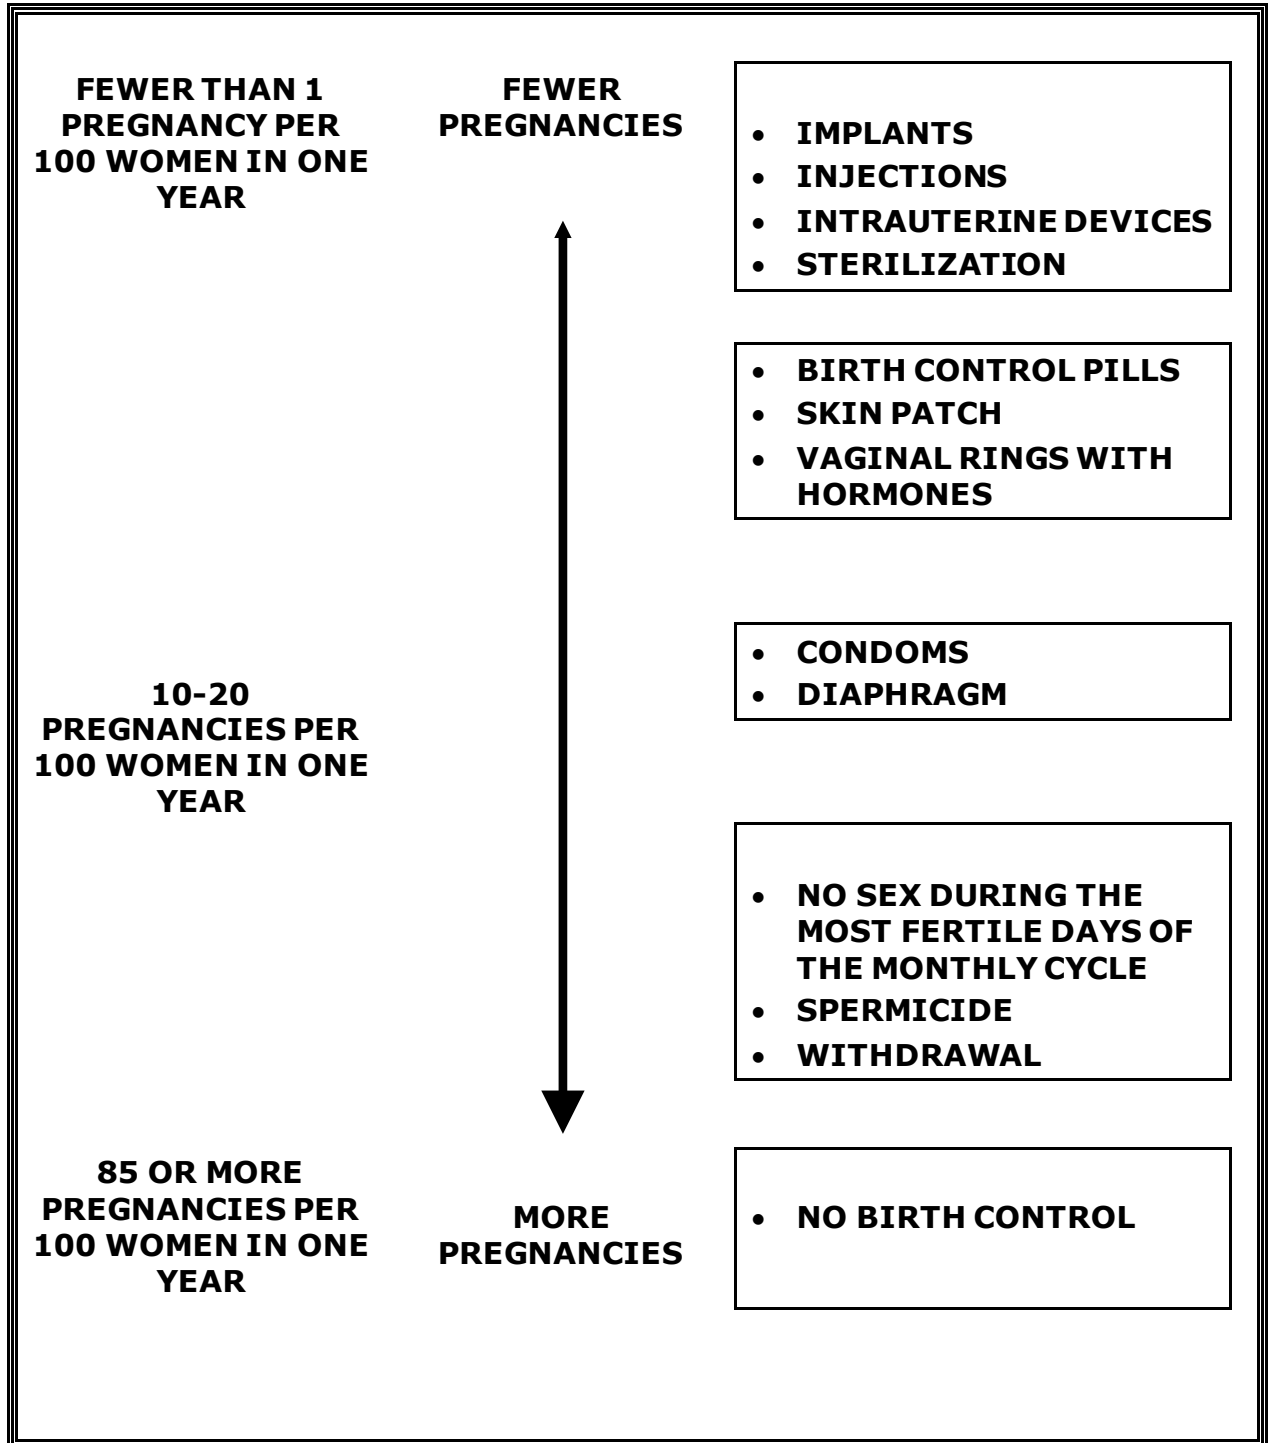 FEWER THAN 1
PREGNANCY PER
100 WOMEN IN ONE
YEAR
FEWER
PREGNANCIES
• IMPLANTS
• INJECTIONS
• INTRAUTERINE DEVICES
• STERILIZATION
• BIRTH CONTROL PILLS
• SKIN PATCH
• VAGINAL RINGS WITH
HORMONES
• CONDOMS
• DIAPHRAGM
10-20
PREGNANCIES PER
100 WOMEN IN ONE
YEAR
• NO SEX DURING THE
MOST FERTILE DAYS OF
THE MONTHLY CYCLE
• SPERMICIDE
• WITHDRAWAL
85 OR MORE
PREGNANCIES PER
100 WOMEN IN ONE
YEAR
MORE
PREGNANCIES
• NO BIRTH CONTROL